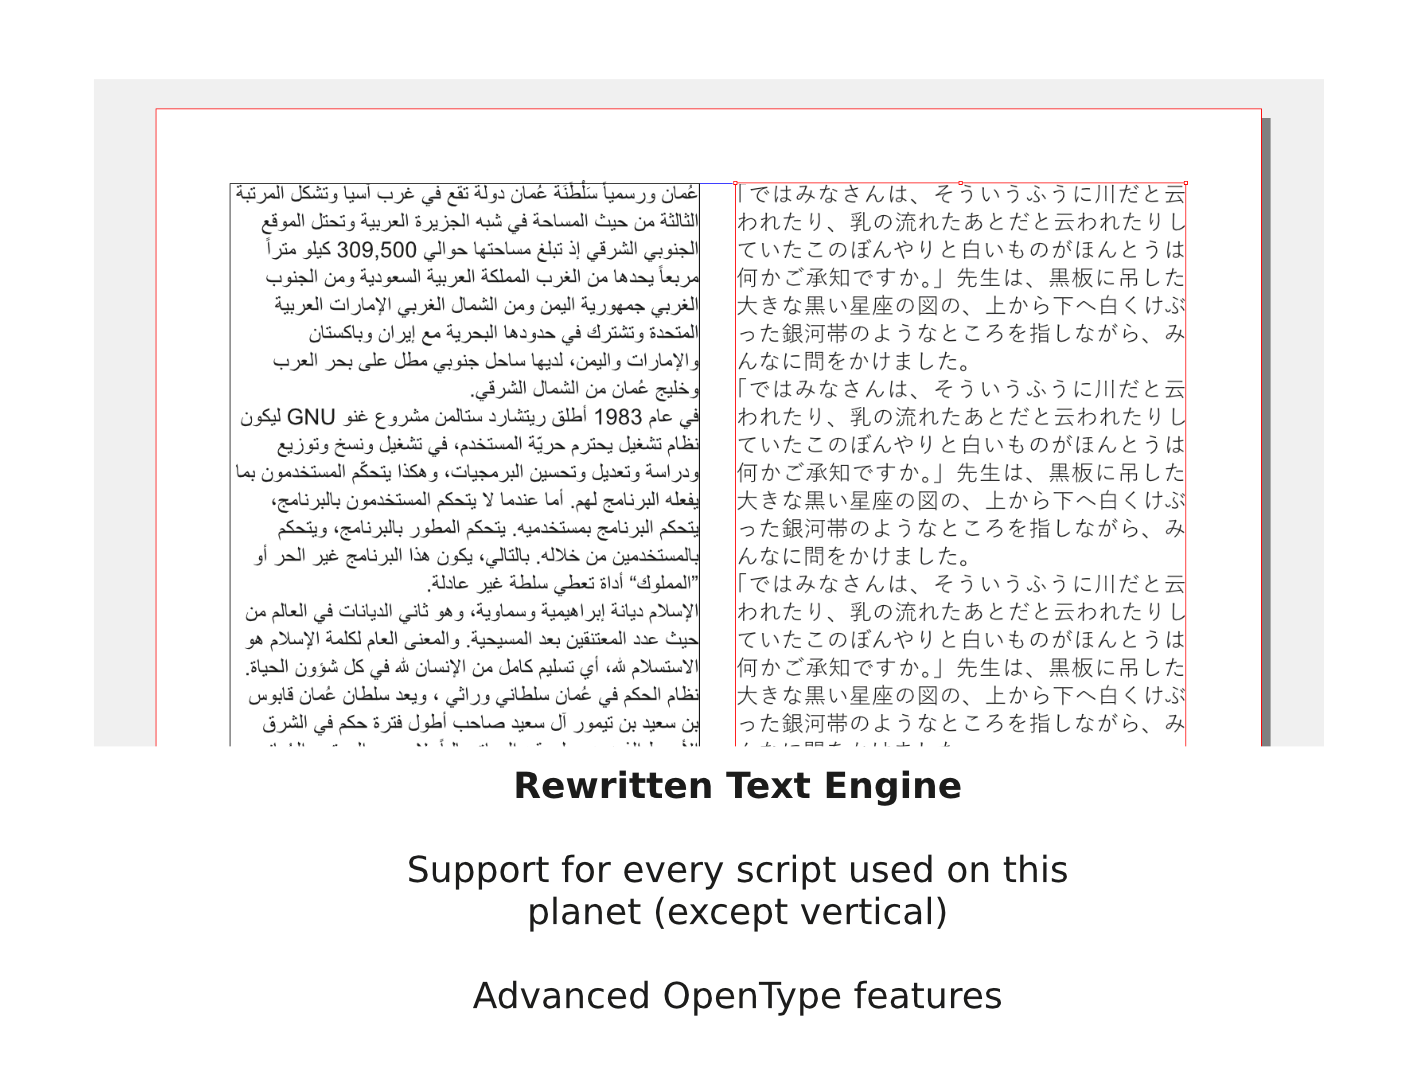 عُمان ورسمياً سَلْطَنَة عُمان دولة تقع في غرب آسيا وتشكل المرتبة
الثالثة من حيث المساحة في شبه الجزيرة العربية وتحتل الموقع
الجنوبي الشرقي إذ تبلغ مساحتها حوالي 309,500 كيلو متراً
مربعاً يحدها من الغرب المملكة العربية السعودية ومن الجنوب
الغربي جمهورية اليمن ومن الشمال الغربي الإمارات العربية
المتحدة وتشترك في حدودها البحرية مع إيران وباكستان
والإمارات واليمن، لديها ساحل جنوبي مطل على بحر العرب
وخليج عُمان من الشمال الشرقي.
في عام 1983 أطلق ريتشارد ستالمن مشروع غنو GNU ليكون
نظام تشغيل يحترم حريّة المستخدم، في تشغيل ونسخ وتوزيع
ودراسة وتعديل وتحسين البرمجيات، وهكذا يتحكّم المستخدمون بما
يفعله البرنامج لهم. أما عندما لا يتحكم المستخدمون بالبرنامج،
يتحكم البرنامج بمستخدميه. يتحكم المطور بالبرنامج، ويتحكم
بالمستخدمين من خلاله. بالتالي، يكون هذا البرنامج غير الحر أو
”المملوك“ أداة تعطي سلطة غير عادلة.
الإسلام ديانة إبراهيمية وسماوية، وهو ثاني الديانات في العالم من
حيث عدد المعتنقين بعد المسيحية. والمعنى العام لكلمة الإسلام هو
الاستسلام لله، أي تسليم كامل من الإنسان لله في كل شؤون الحياة.
نظام الحكم في عُمان سلطاني وراثي ، ويعد سلطان عُمان قابوس
بن سعيد بن تيمور آل سعيد صاحب أطول فترة حكم في الشرق
「ではみなさんは、そういうふうに川だと云
われたり、乳の流れたあとだと云われたりし
ていたこのぼんやりと白いものがほんとうは
何かご承知ですか。」先生は、黒板に吊した
大きな黒い星座の図の、上から下へ白くけぶ
った銀河帯のようなところを指しながら、み
んなに問をかけました。
「ではみなさんは、そういうふうに川だと云
われたり、乳の流れたあとだと云われたりし
ていたこのぼんやりと白いものがほんとうは
何かご承知ですか。」先生は、黒板に吊した
大きな黒い星座の図の、上から下へ白くけぶ
った銀河帯のようなところを指しながら、み
んなに問をかけました。
「ではみなさんは、そういうふうに川だと云
われたり、乳の流れたあとだと云われたりし
ていたこのぼんやりと白いものがほんとうは
何かご承知ですか。」先生は、黒板に吊した
大きな黒い星座の図の、上から下へ白くけぶ
った銀河帯のようなところを指しながら、み
Rewritten Text Engine
Support for every script used on this
planet (except vertical)
Advanced OpenType features